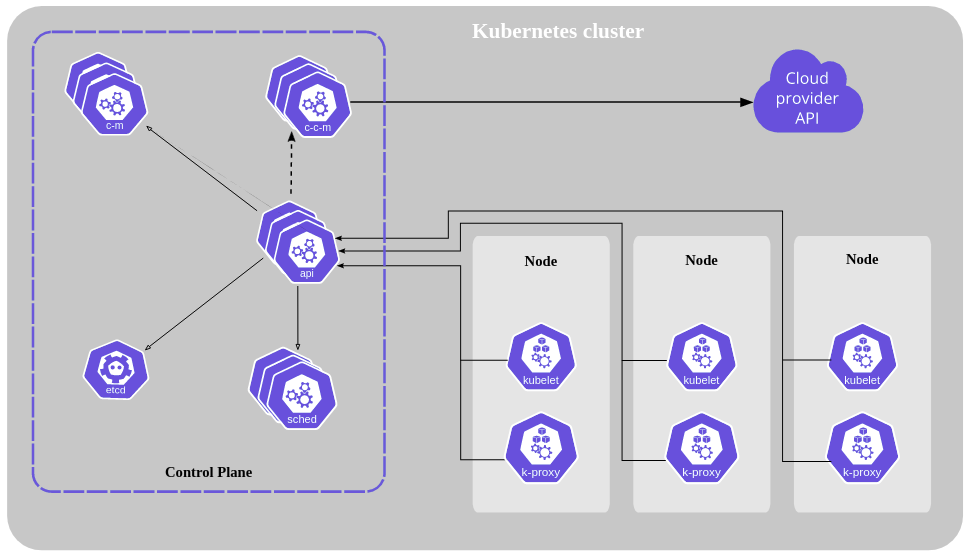 Kubernetes cluster
c-m
c-c-m
Cloud
provider
API
api
etcd
sched
Control Plane
Node
kubelet
k-proxy
Node
kubelet
k-proxy
Node
kubelet
k-proxy